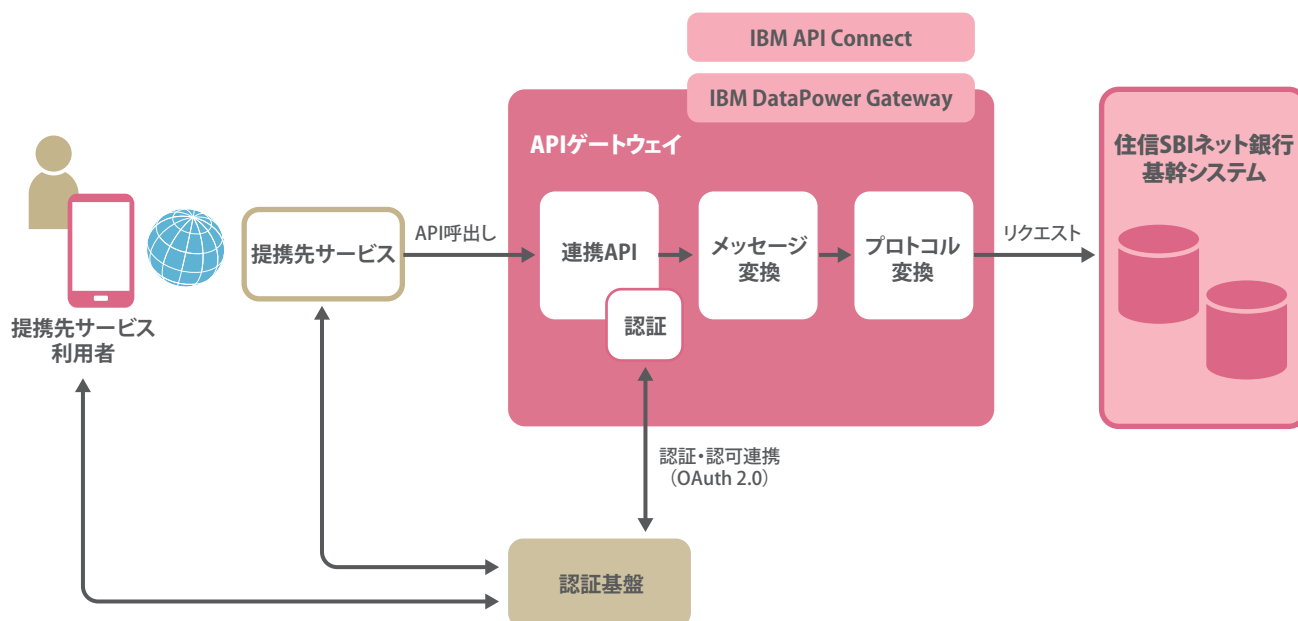 IBM API Connect
IBM DataPower Gateway
APIゲートウェイ
住信SBIネット銀行
基幹システム
提携先サービス
API呼出し
連携API
認証
メッセージ
変換
プロトコル
変換
リクエスト
提携先サービス
利用者
認証・認可連携
（OAuth 2.0）
認証基盤